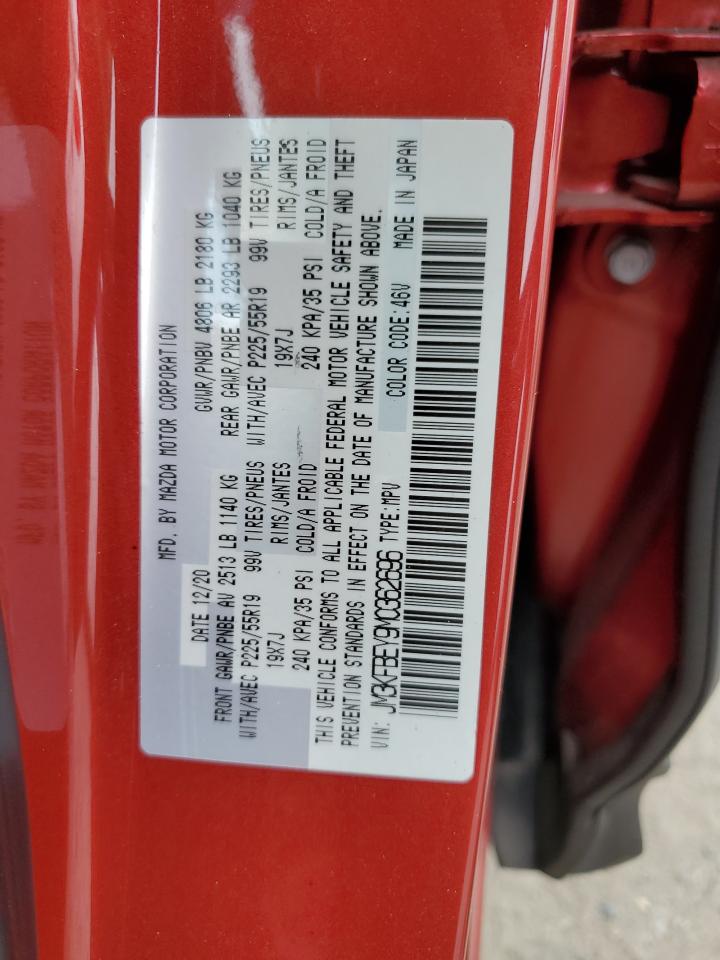 MFD. BY MAZDA MOTOR CORPORATION
DATE 12/20 GVWR/PNBV 4806 LB 2180 KG
FRONT GAWR/PNBE AV 2513 LB 1140 KG REAR GAWR/PNBE AR 2293 LB 1040 KG
WITH/AVEC P225/55R19 99V TIRES/PNEUS WITH/AVEC P225/55R19 99V TIRES/PNEUS
19X7J RIMS/JANTES 19X7J RIMS/JANTES
240 KPA/35 PSI COLD/A FROID 240 KPA/35 PSI COLD/A FROID
THIS VEHICLE CONFORMS TO ALL APPLICABLE FEDERAL MOTOR VEHICLE SAFETY AND THEFT
PREVENTION STANDARDS IN EFFECT ON THE DATE OF MANUFACTURE SHOWN ABOVE.
VIN: JM3KFBEY9M0362696 TYPE:MPV COLOR CODE:46V MADE IN JAPAN